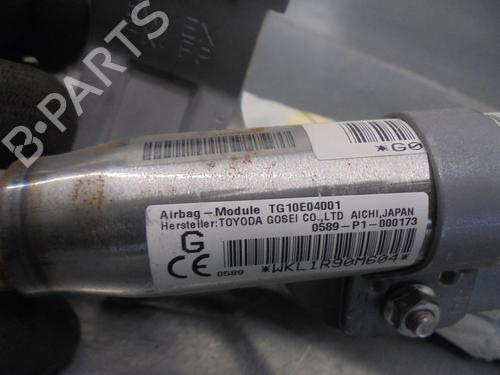 B-PARTS
*G0
Airbag-Module TG10E04001
Hersteller:TOYODA GOSEI CO.,LTD AICHI,JAPAN
0589-P1-000173
G
CE 0589
*WKL1R90M604*